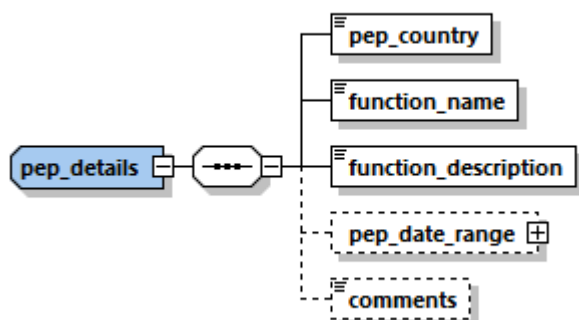 pep_country
function_name
pep_details
function_description
pep_date_range
comments